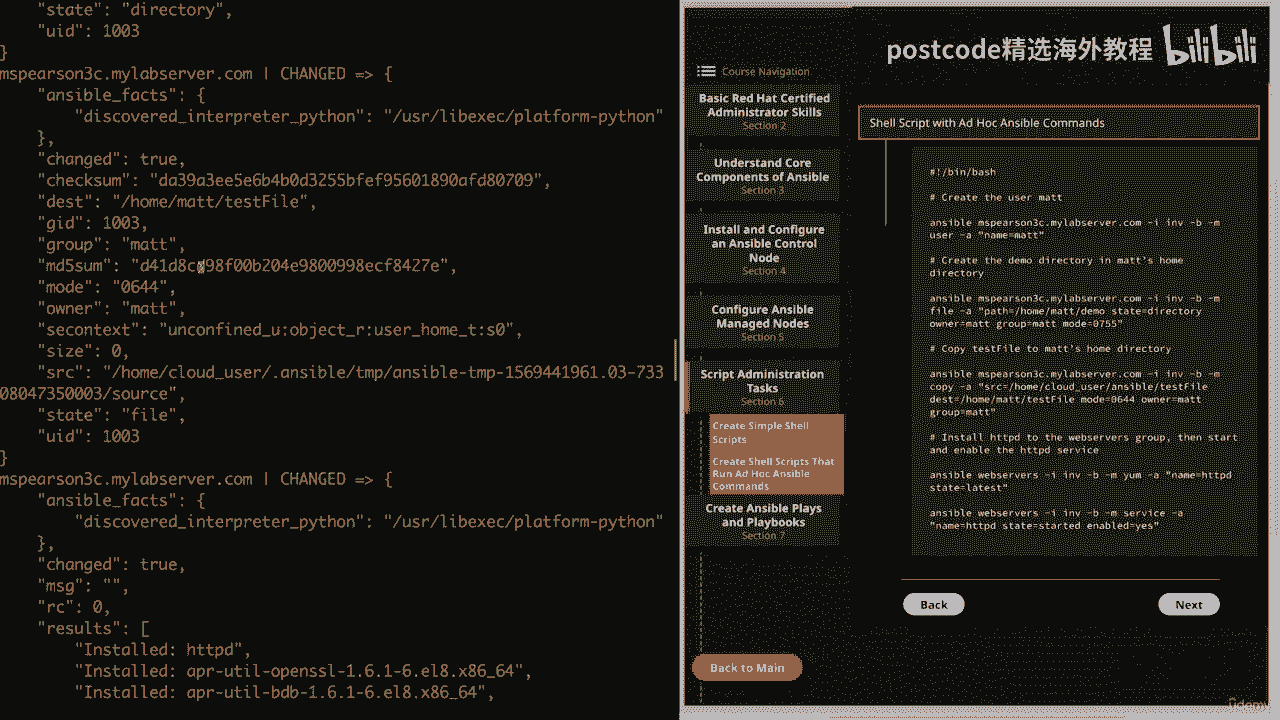 "state": "directory",
"uid": 1003
}
mspearson3c.mylabserver.com | CHANGED => {
"ansible_facts": {
"discovered_interpreter_python": "/usr/libexec/platform-python"
},
"changed": true,
"checksum": "da39a3ee5e6b4b0d3255bfef95601890afd80709",
"dest": "/home/matt/testFile",
"gid": 1003,
"group": "matt",
"md5sum": "d41d8cd98f00b204e9800998ecf8427e",
"mode": "0644",
"owner": "matt",
"secontext": "unconfined_u:object_r:user_home_t:s0",
"size": 0,
"src": "/home/cloud_user/.ansible/tmp/ansible-tmp-1569441961.03-733
08047350003/source",
"state": "file",
"uid": 1003
}
mspearson3c.mylabserver.com | CHANGED => {
"ansible_facts": {
"discovered_interpreter_python": "/usr/libexec/platform-python"
},
"changed": true,
"msg": "",
"rc": 0,
"results": [
"Installed: httpd",
"Installed: apr-util-openssl-1.6.1-6.el8.x86_64",
"Installed: apr-util-bdb-1.6.1-6.el8.x86_64",
postcode精选海外教程 bilibili
Course Navigation
Basic Red Hat Certified
Administrator Skills
Section 2
Understand Core
Components of Ansible
Section 3
Install and Configure
an Ansible Control
Node
Section 4
Configure Ansible
Managed Nodes
Section 5
Script Administration
Tasks
Section 6
Create Simple Shell
Scripts
Create Shell Scripts That
Run Ad Hoc Ansible
Commands
Create Ansible Plays
and Playbooks
Section 7
Back to Main
Shell Script with Ad Hoc Ansible Commands
#!/bin/bash
# Create the user matt
ansible mspearson3c.mylabserver.com -i inv -b -m
user -a "name=matt"
# Create the demo directory in matt's home
directory
ansible mspearson3c.mylabserver.com -i inv -b -m
file -a "path=/home/matt/demo state=directory
owner=matt group=matt mode=0755"
# Copy testFile to matt's home directory
ansible mspearson3c.mylabserver.com -i inv -b -m
copy -a "src=/home/cloud_user/ansible/testFile
dest=/home/matt/testFile mode=0644 owner=matt
group=matt"
# Install httpd to the webservers group, then start
and enable the httpd service
ansible webservers -i inv -b -m yum -a "name=httpd
state=latest"
ansible webservers -i inv -b -m service -a
"name=httpd state=started enabled=yes"
Back
Next
ûdemy